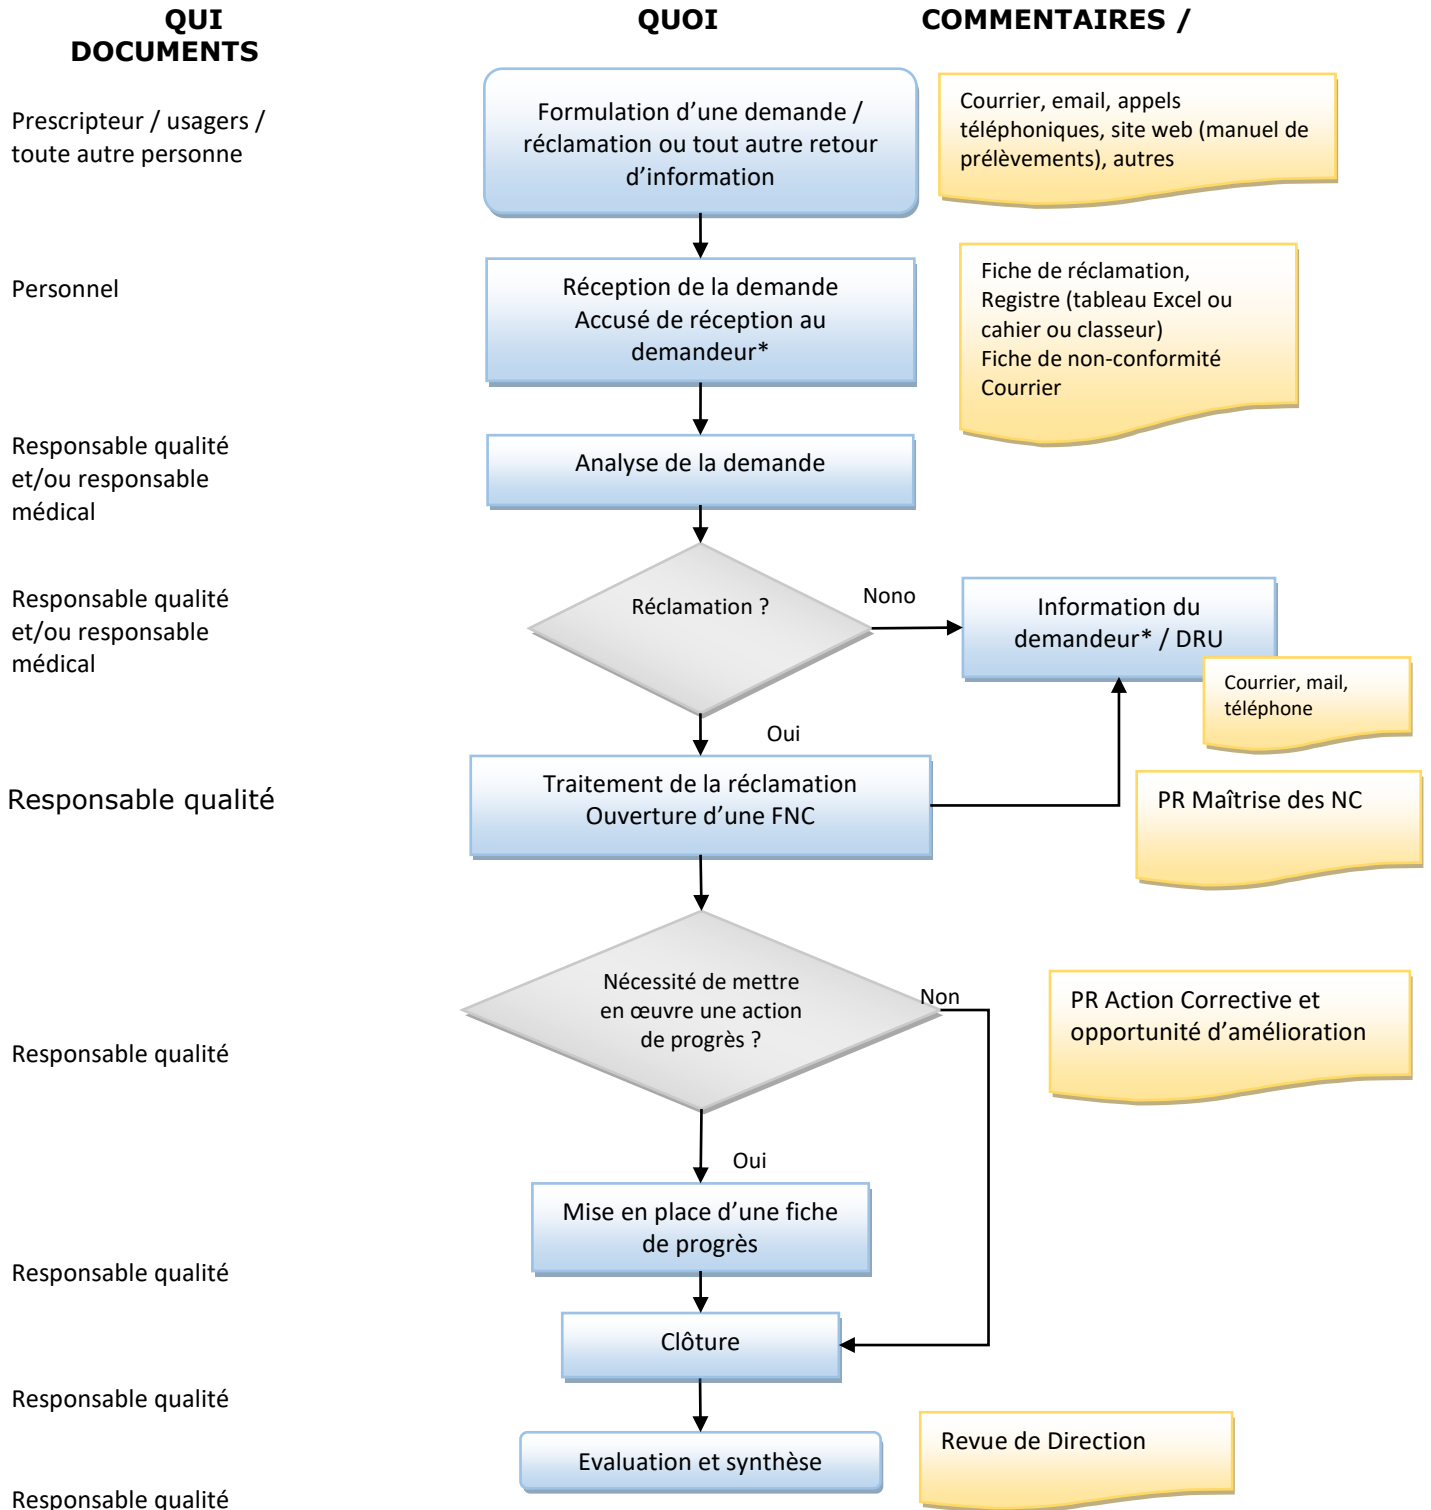 QUI QUOI COMMENTAIRES /
DOCUMENTS
Prescripteur / usagers /
toute autre personne
Formulation d’une demande /
réclamation ou tout autre retour
d’information
Courrier, email, appels
téléphoniques, site web (manuel de
prélèvements), autres
Personnel
Réception de la demande
Accusé de réception au
demandeur*
Fiche de réclamation,
Registre (tableau Excel ou
cahier ou classeur)
Fiche de non-conformité
Courrier
Responsable qualité
et/ou responsable
médical
Analyse de la demande
Responsable qualité
et/ou responsable
médical
Réclamation ?
Nono
Information du
demandeur* / DRU
Courrier, mail,
téléphone
Oui
Responsable qualité
Traitement de la réclamation
Ouverture d’une FNC
PR Maîtrise des NC
Responsable qualité
Nécessité de mettre
en œuvre une action
de progrès ?
Non
PR Action Corrective et
opportunité d’amélioration
Oui
Responsable qualité
Mise en place d’une fiche
de progrès
Clôture
Responsable qualité
Evaluation et synthèse
Revue de Direction
Responsable qualité